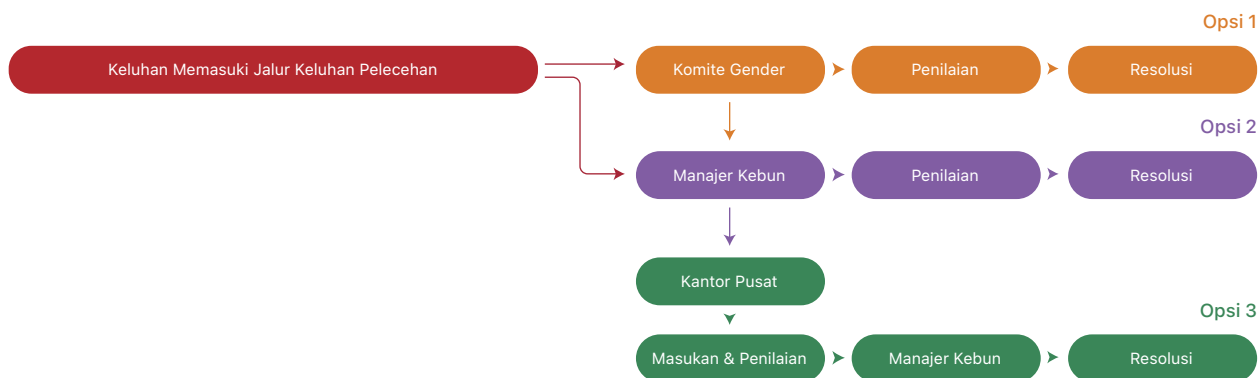 Opsi 1
Keluhan Memasuki Jalur Keluhan Pelecehan
Komite Gender
Penilaian
Resolusi
Opsi 2
Manajer Kebun
Penilaian
Resolusi
Kantor Pusat
Opsi 3
Masukan & Penilaian
Manajer Kebun
Resolusi